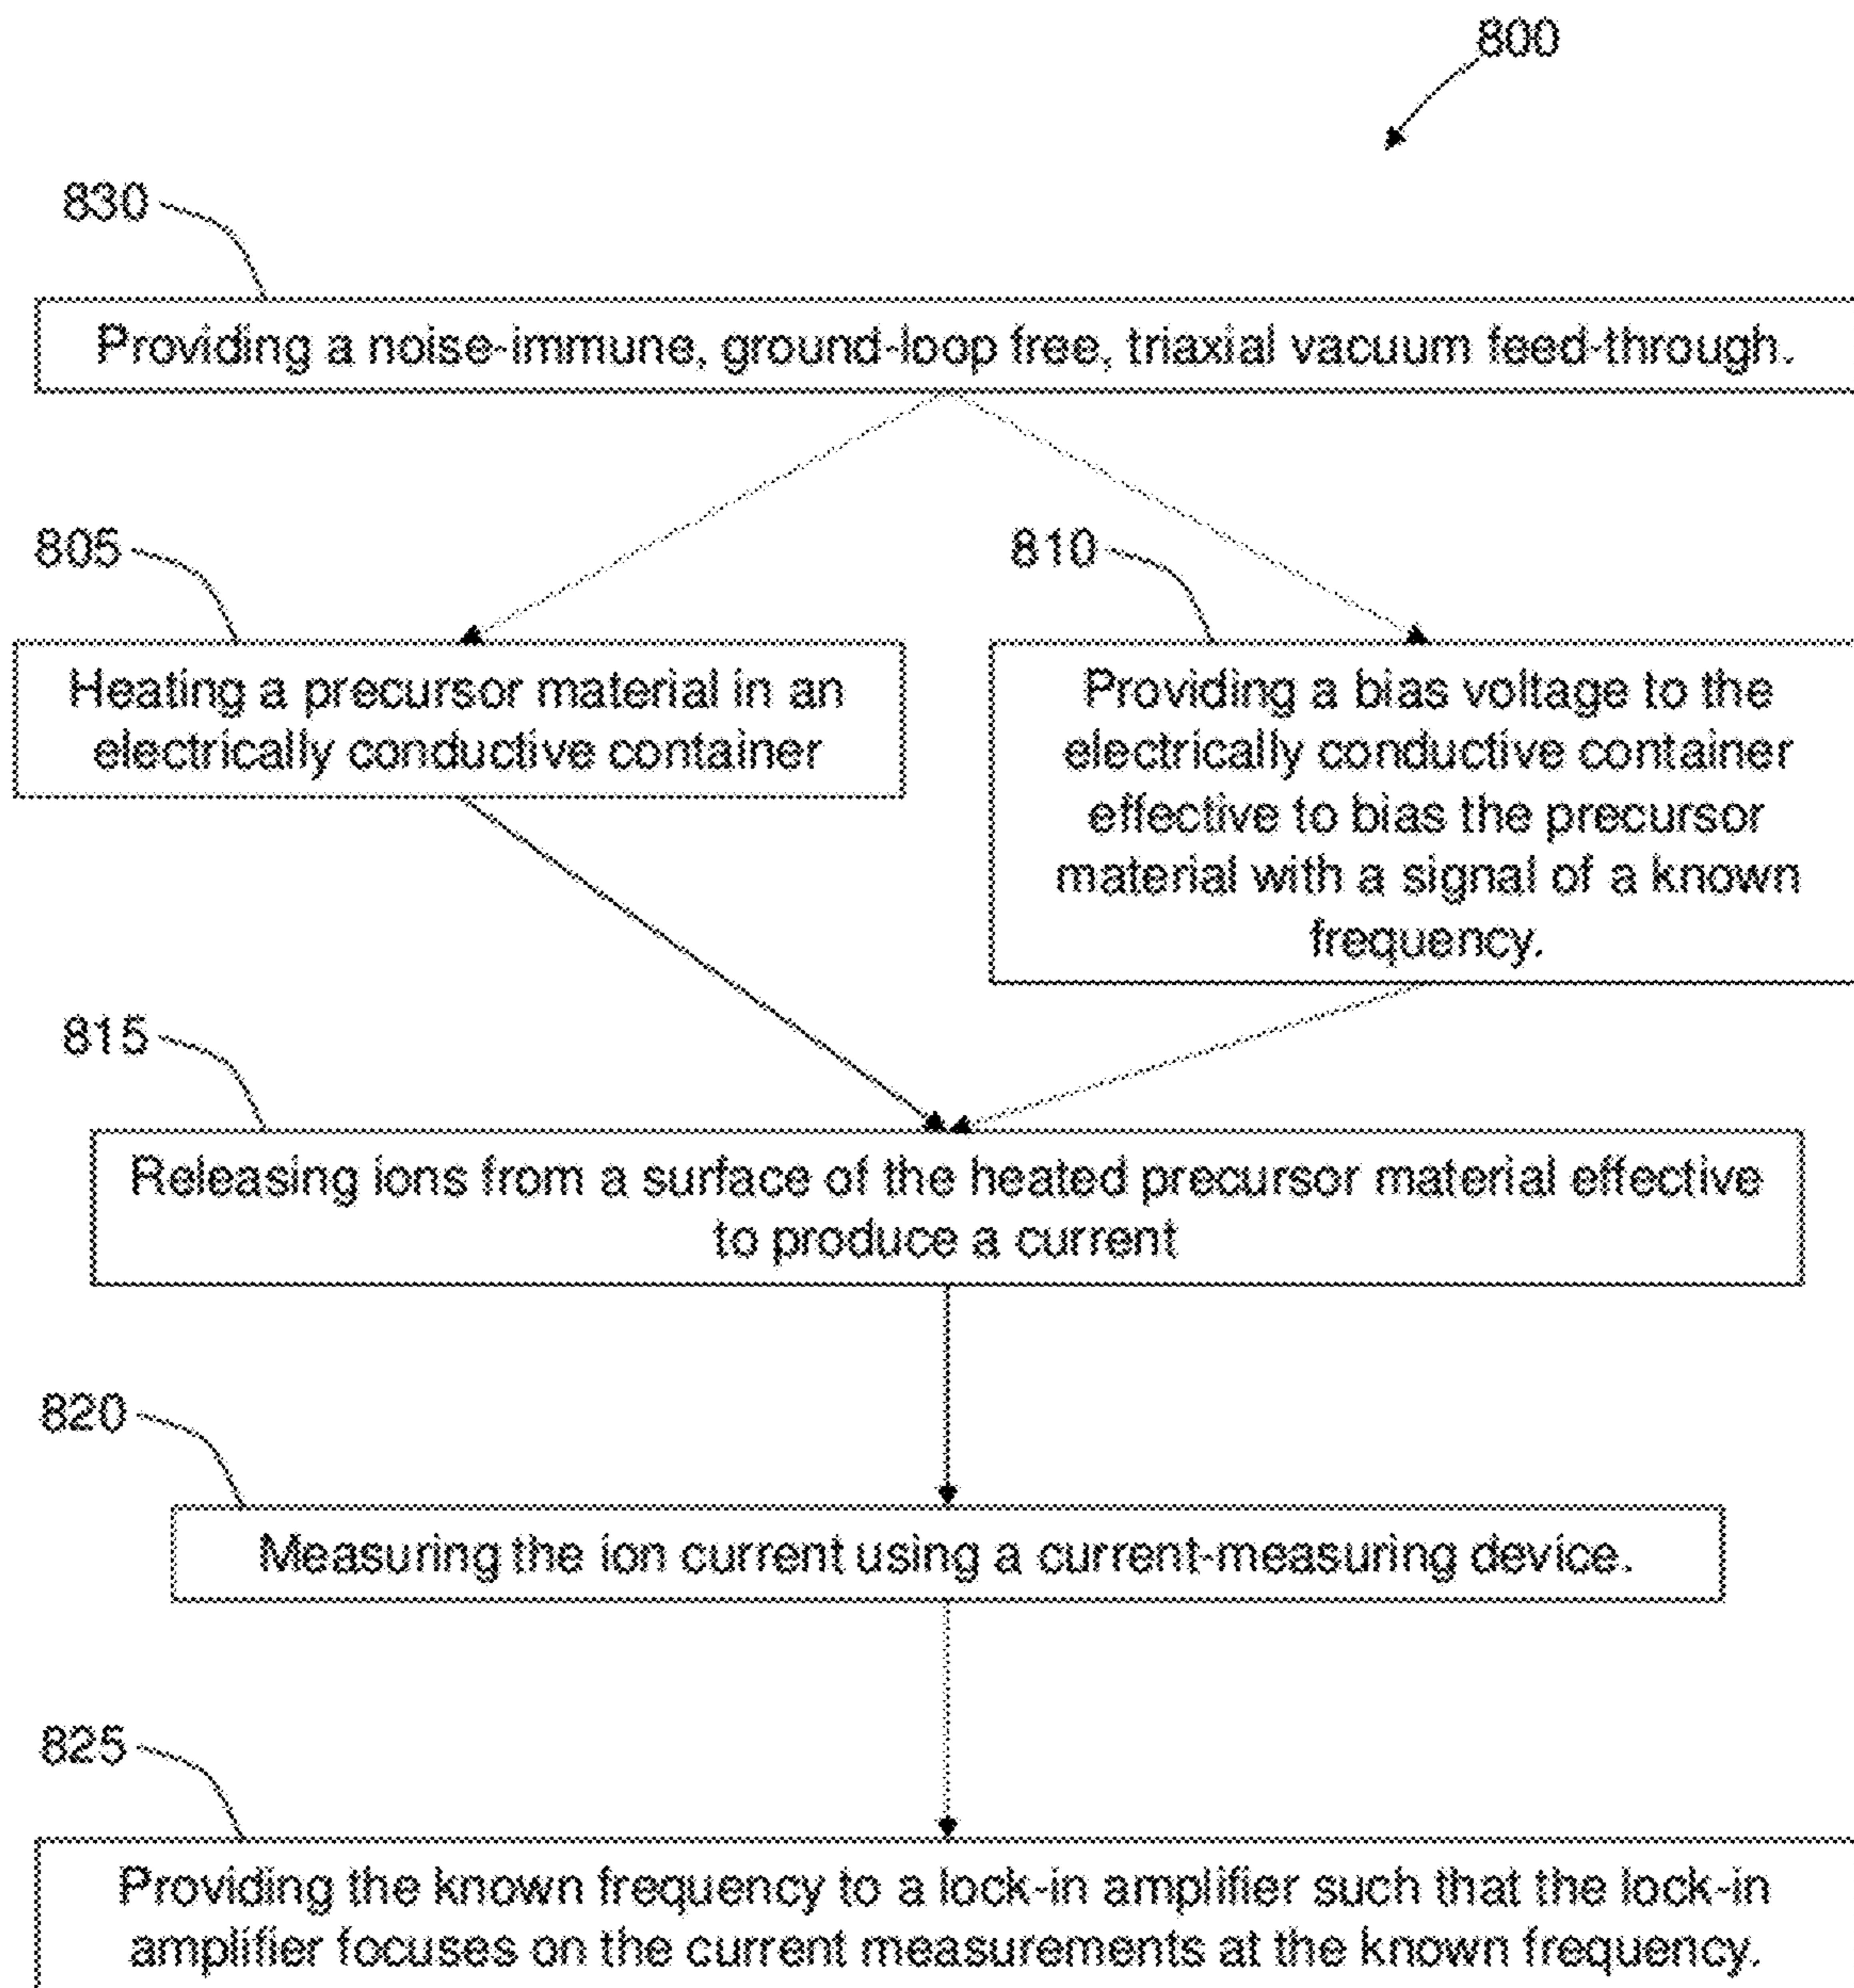 800
830
Providing a noise-immune, ground-loop free, triaxial vacuum feed-through.
805
Heating a precursor material in an
electrically conductive container
810
Providing a bias voltage to the
electrically conductive container
effective to bias the precursor
material with a signal of a known
frequency.
815
Releasing ions from a surface of the heated precursor material effective
to produce a current
820
Measuring the ion current using a current-measuring device.
825
Providing the known frequency to a lock-in amplifier such that the lock-in
amplifier focuses on the current measurements at the known frequency.